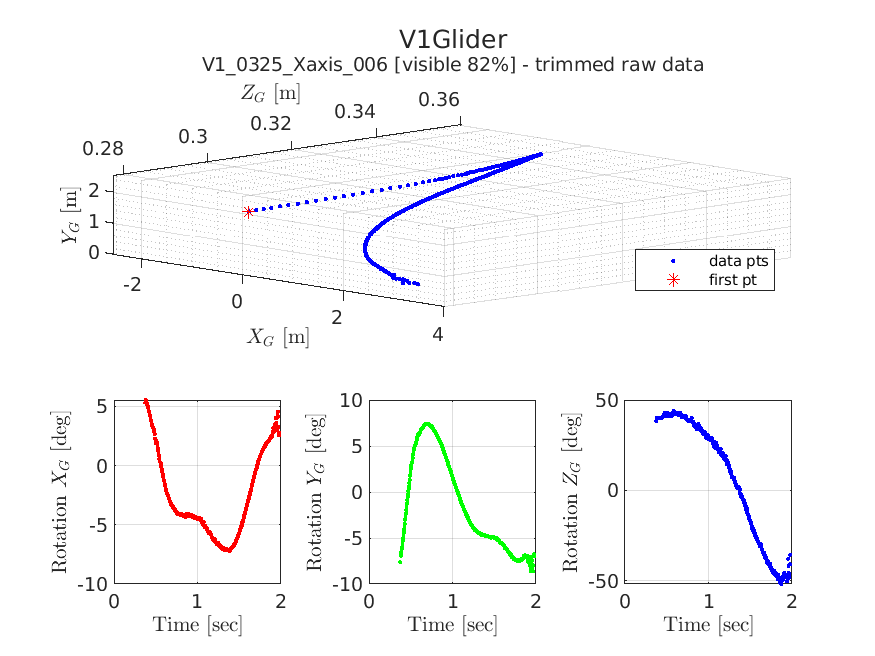 V1Glider
V1_0325_Xaxis_006 [visible 82%] - trimmed raw data
Z_G [m]
0.28 0.3 0.32 0.34 0.36
Y_G [m]
2
1
0
-2 0 2 4
X_G [m]
data pts
first pt
Rotation X_G [deg]
5
0
-5
-10
0 1 2
Time [sec]
Rotation Y_G [deg]
10
5
0
-5
-10
0 1 2
Time [sec]
Rotation Z_G [deg]
50
0
-50
0 1 2
Time [sec]